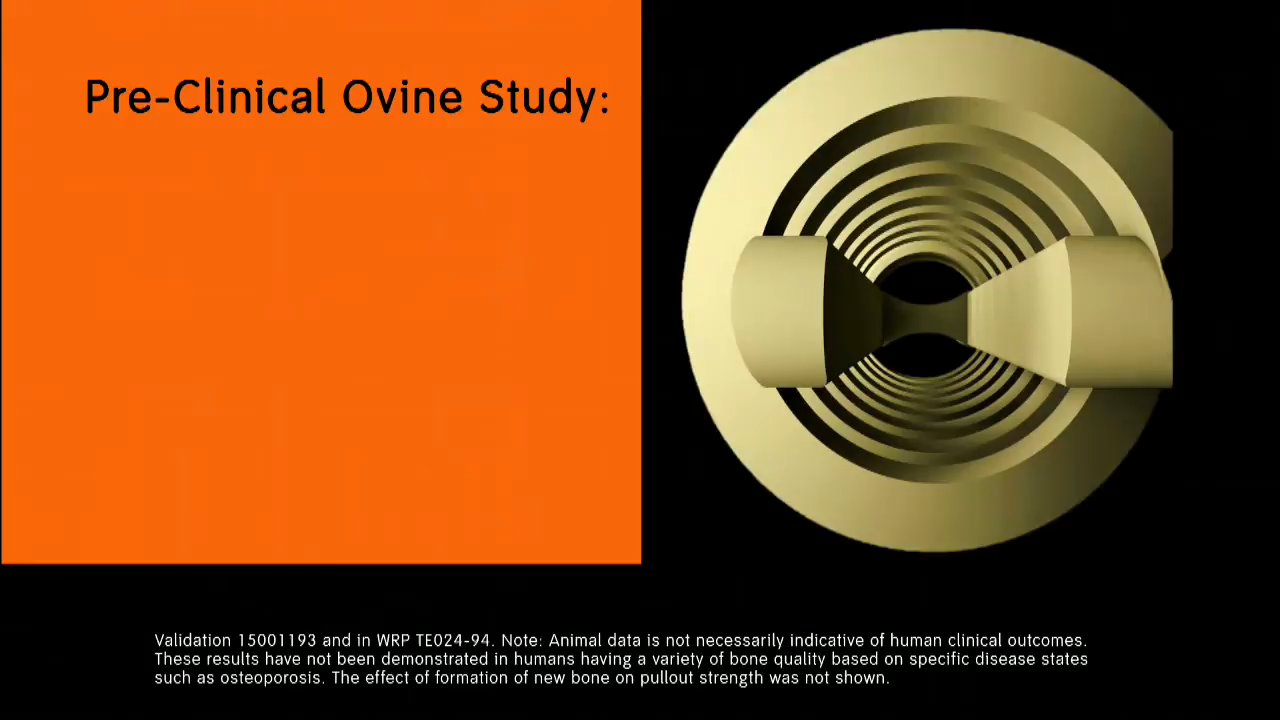 Pre-Clinical Ovine Study:
Validation 15001193 and in WRP TE024-94. Note: Animal data is not necessarily indicative of human clinical outcomes.
These results have not been demonstrated in humans having a variety of bone quality based on specific disease states
such as osteoporosis. The effect of formation of new bone on pullout strength was not shown.